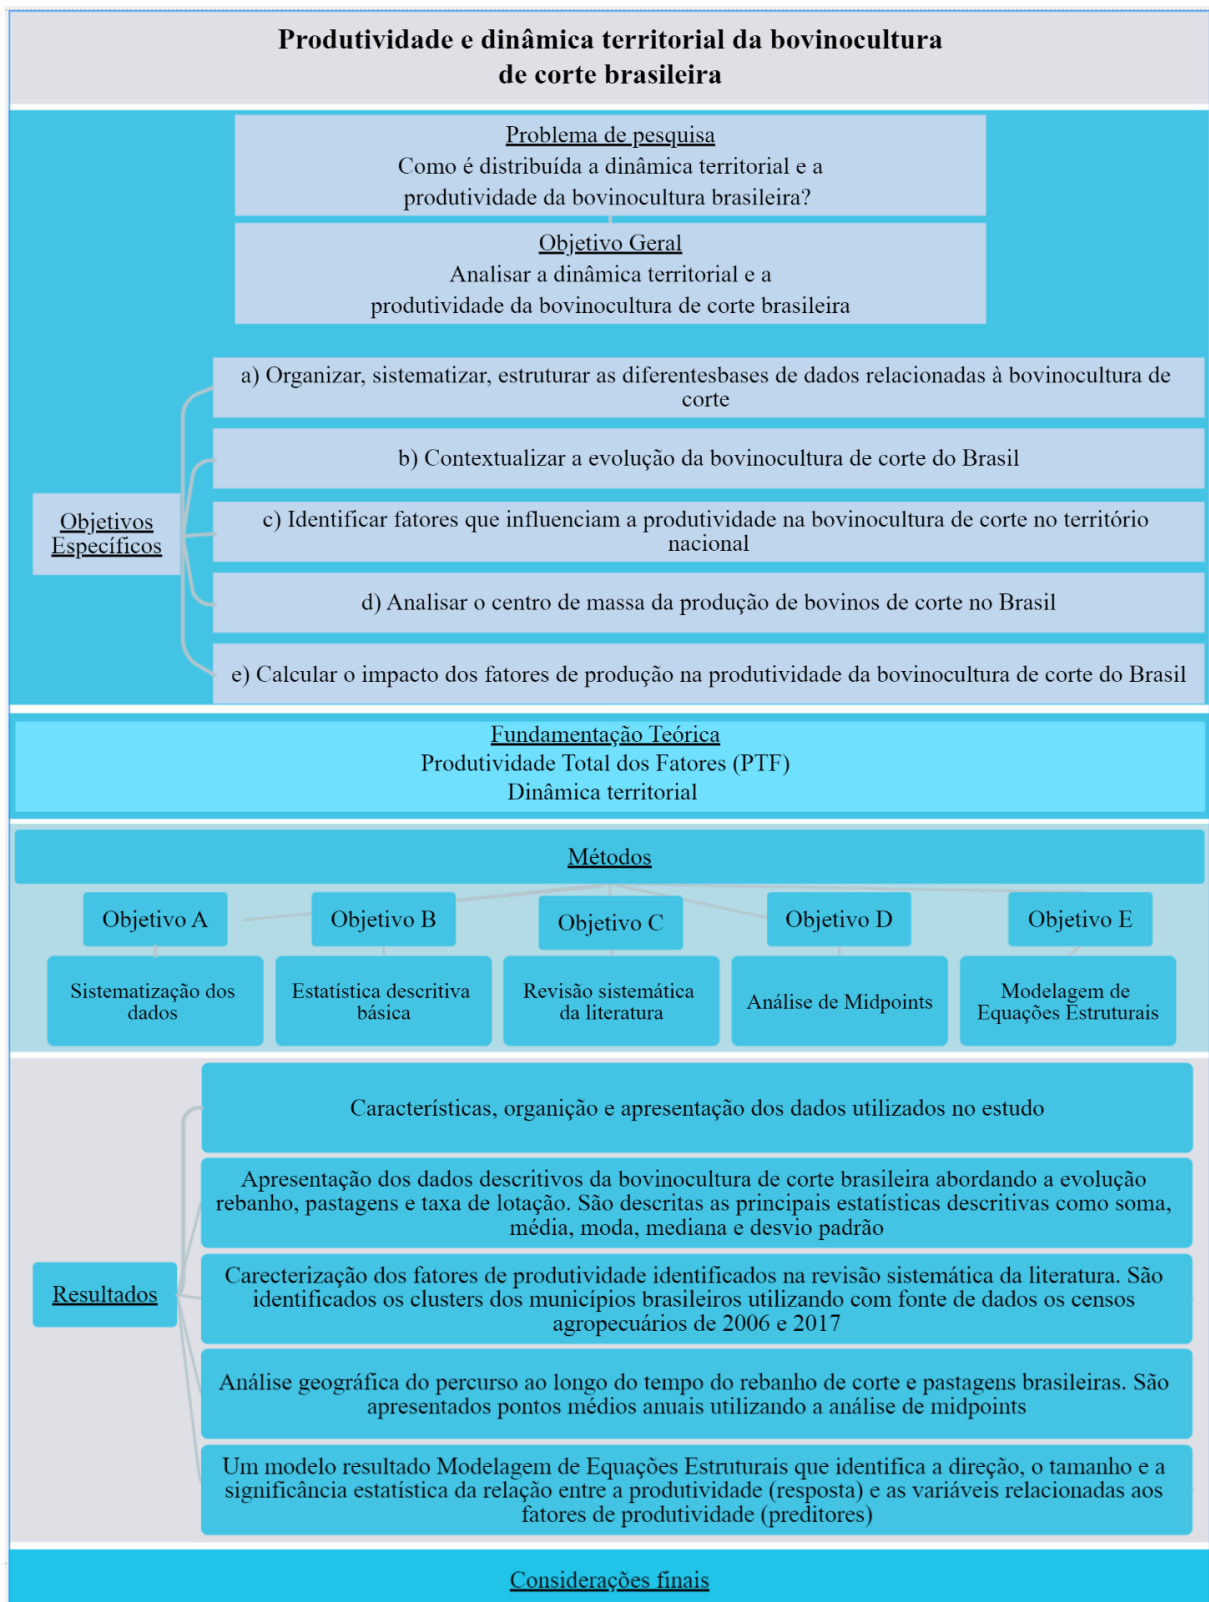 Produtividade e dinâmica territorial da bovinocultura
de corte brasileira
Problema de pesquisa
Como é distribuída a dinâmica territorial e a
produtividade da bovinocultura brasileira?
Objetivo Geral
Analisar a dinâmica territorial e a
produtividade da bovinocultura de corte brasileira
Objetivos
Específicos
a) Organizar, sistematizar, estruturar as diferentesbases de dados relacionadas à bovinocultura de
corte
b) Contextualizar a evolução da bovinocultura de corte do Brasil
c) Identificar fatores que influenciam a produtividade na bovinocultura de corte no território
nacional
d) Analisar o centro de massa da produção de bovinos de corte no Brasil
e) Calcular o impacto dos fatores de produção na produtividade da bovinocultura de corte do Brasil
Fundamentação Teórica
Produtividade Total dos Fatores (PTF)
Dinâmica territorial
Métodos
Objetivo A
Sistematização dos
dados
Objetivo B
Estatística descritiva
básica
Objetivo C
Revisão sistemática
da literatura
Objetivo D
Análise de Midpoints
Objetivo E
Modelagem de
Equações Estruturais
Resultados
Características, organição e apresentação dos dados utilizados no estudo
Apresentação dos dados descritivos da bovinocultura de corte brasileira abordando a evolução
rebanho, pastagens e taxa de lotação. São descritas as principais estatísticas descritivas como soma,
média, moda, mediana e desvio padrão
Carecterização dos fatores de produtividade identificados na revisão sistemática da literatura. São
identificados os clusters dos municípios brasileiros utilizando com fonte de dados os censos
agropecuários de 2006 e 2017
Análise geográfica do percurso ao longo do tempo do rebanho de corte e pastagens brasileiras. São
apresentados pontos médios anuais utilizando a análise de midpoints
Um modelo resultado Modelagem de Equações Estruturais que identifica a direção, o tamanho e a
significância estatística da relação entre a produtividade (resposta) e as variáveis relacionadas aos
fatores de produtividade (preditores)
Considerações finais